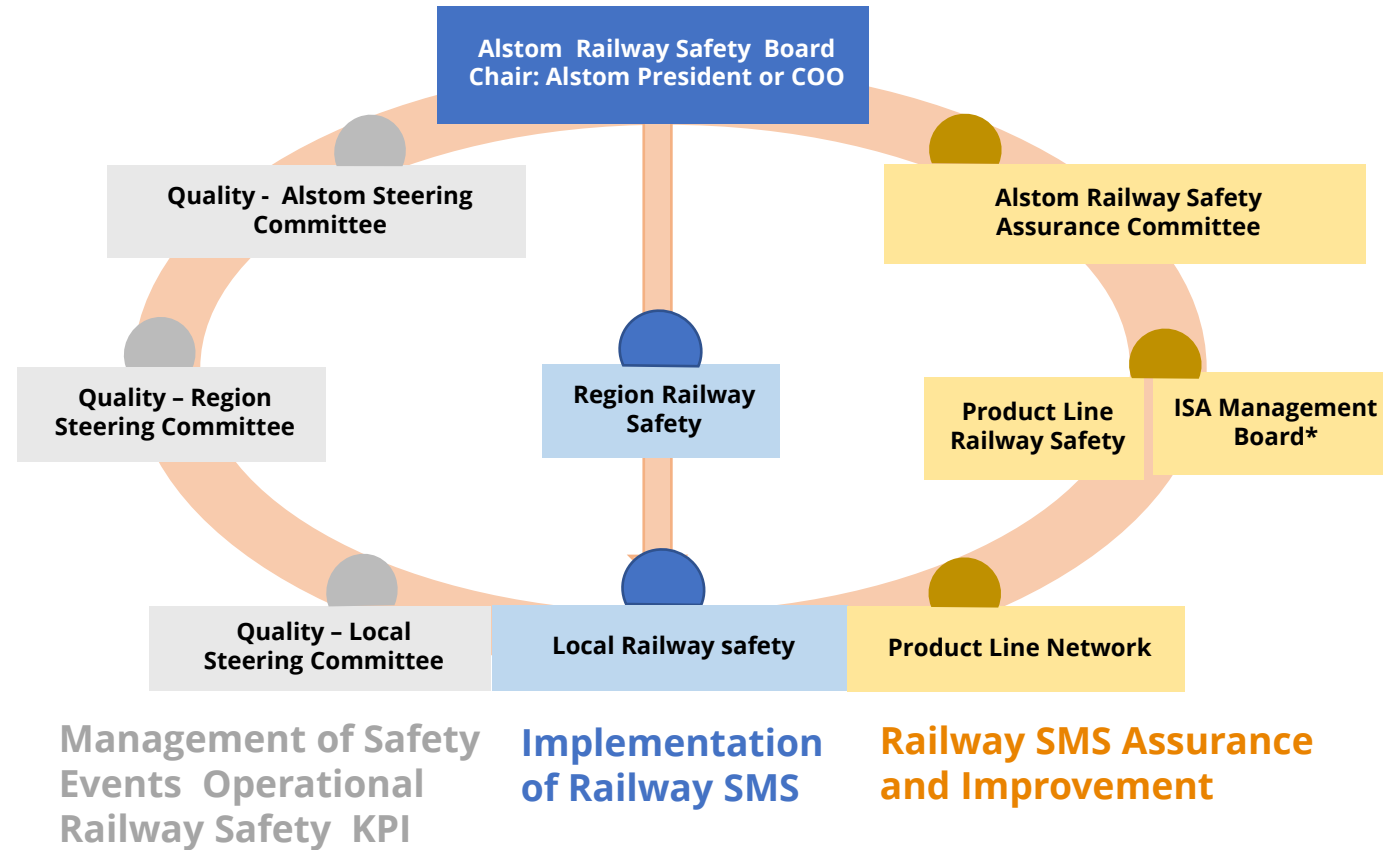 Alstom Railway Safety Board
Chair: Alstom President or COO
Quality - Alstom Steering
Committee
Alstom Railway Safety
Assurance Committee
Quality – Region
Steering Committee
Region Railway
Safety
Product Line
Railway Safety
ISA Management
Board*
Quality – Local
Steering Committee
Local Railway safety
Product Line Network
Management of Safety
Events Operational
Railway Safety KPI
Implementation
of Railway SMS
Railway SMS Assurance
and Improvement